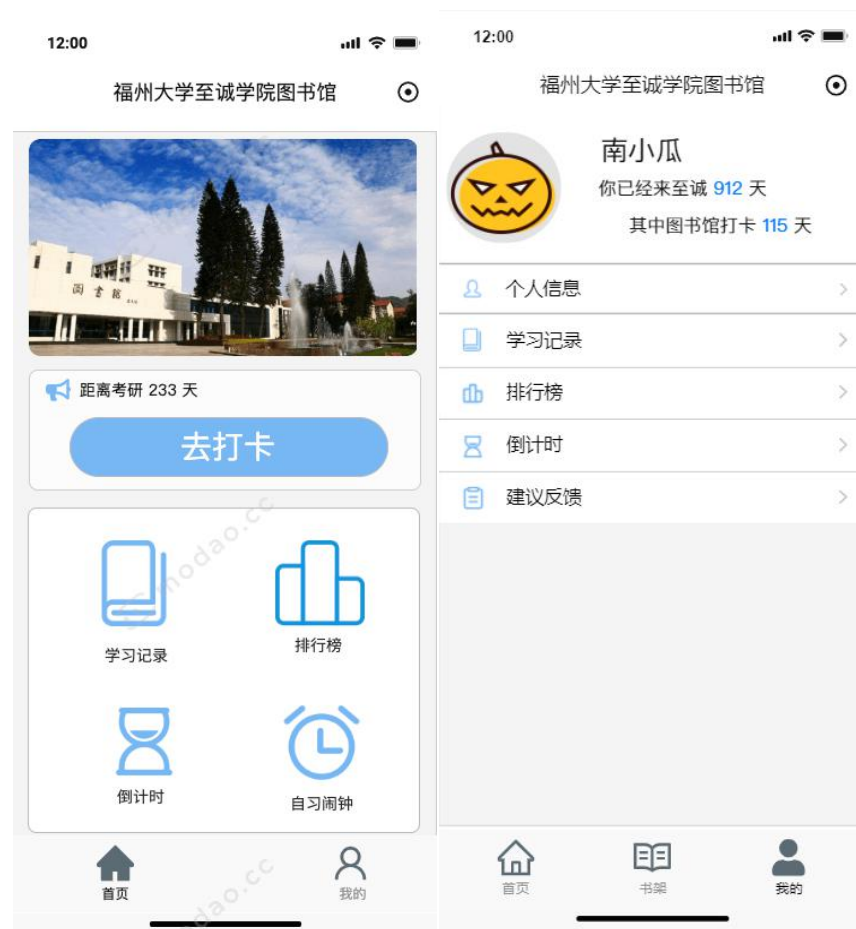 12:00
福州大学至诚学院图书馆
圖書館
距离考研 233 天
去打卡
学习记录
排行榜
倒计时
自习闹钟
首页
我的
modao.cc
12:00
福州大学至诚学院图书馆
南小瓜
你已经来至诚 912 天
其中图书馆打卡 115 天
个人信息
学习记录
排行榜
倒计时
建议反馈
首页
书架
我的